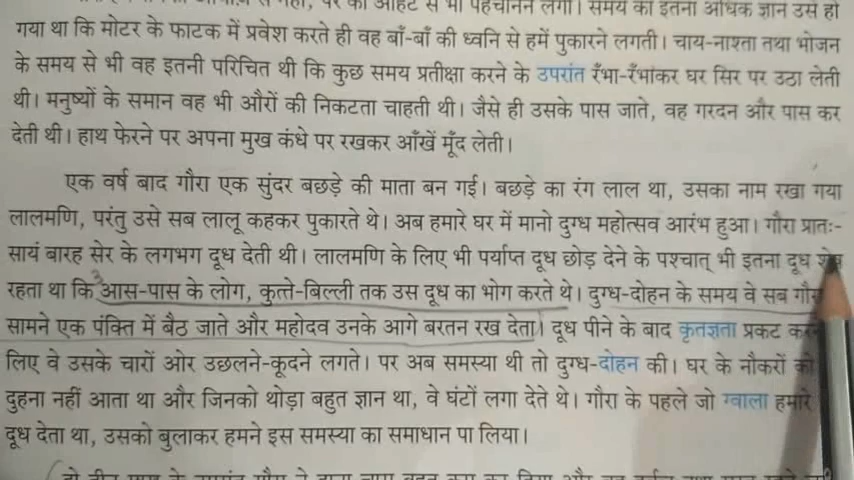 समय का इतना अधिक ज्ञान उसे हो
गया था कि मोटर के फाटक में प्रवेश करते ही वह बाँ-बाँ की ध्वनि से हमें पुकारने लगती। चाय-नाश्ता तथा भोजन
के समय से भी वह इतनी परिचित थी कि कुछ समय प्रतीक्षा करने के उपरांत रँभा-रँभांकर घर सिर पर उठा लेती
थी। मनुष्यों के समान वह भी औरों की निकटता चाहती थी। जैसे ही उसके पास जाते, वह गरदन और पास कर
देती थी। हाथ फेरने पर अपना मुख कंधे पर रखकर आँखें मूँद लेती।
एक वर्ष बाद गौरा एक सुंदर बछड़े की माता बन गई। बछड़े का रंग लाल था, उसका नाम रखा गया
लालमणि, परंतु उसे सब लालू कहकर पुकारते थे। अब हमारे घर में मानो दुग्ध महोत्सव आरंभ हुआ। गौरा प्रातः-
सायं बारह सेर के लगभग दूध देती थी। लालमणि के लिए भी पर्याप्त दूध छोड़ देने के पश्चात् भी इतना दूध
रहता था कि आस-पास के लोग, कुत्ते-बिल्ली तक उस दूध का भोग करते थे। दुग्ध-दोहन के समय वे सब
सामने एक पंक्ति में बैठ जाते और महोदव उनके आगे बरतन रख देता। दूध पीने के बाद कृतज्ञता प्रकट
लिए वे उसके चारों ओर उछलने-कूदने लगते। पर अब समस्या थी तो दुग्ध-दोहन की। घर के नौकरों
दुहना नहीं आता था और जिनको थोड़ा बहुत ज्ञान था, वे घंटों लगा देते थे। गौरा के पहले जो ग्वाला हमारे
दूध देता था, उसको बुलाकर हमने इस समस्या का समाधान पा लिया।